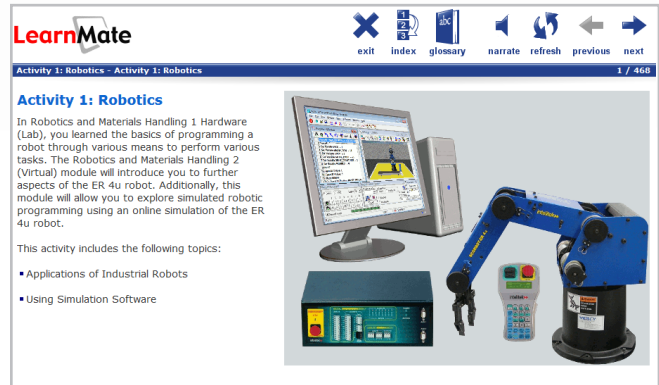 LearnMate
exit index glossary narrate refresh previous next
Activity 1: Robotics - Activity 1: Robotics 1 / 468
Activity 1: Robotics
In Robotics and Materials Handling 1 Hardware
(Lab), you learned the basics of programming a
robot through various means to perform various
tasks. The Robotics and Materials Handling 2
(Virtual) module will introduce you to further
aspects of the ER 4u robot. Additionally, this
module will allow you to explore simulated robotic
programming using an online simulation of the ER
4u robot.
This activity includes the following topics:
Applications of Industrial Robots
Using Simulation Software